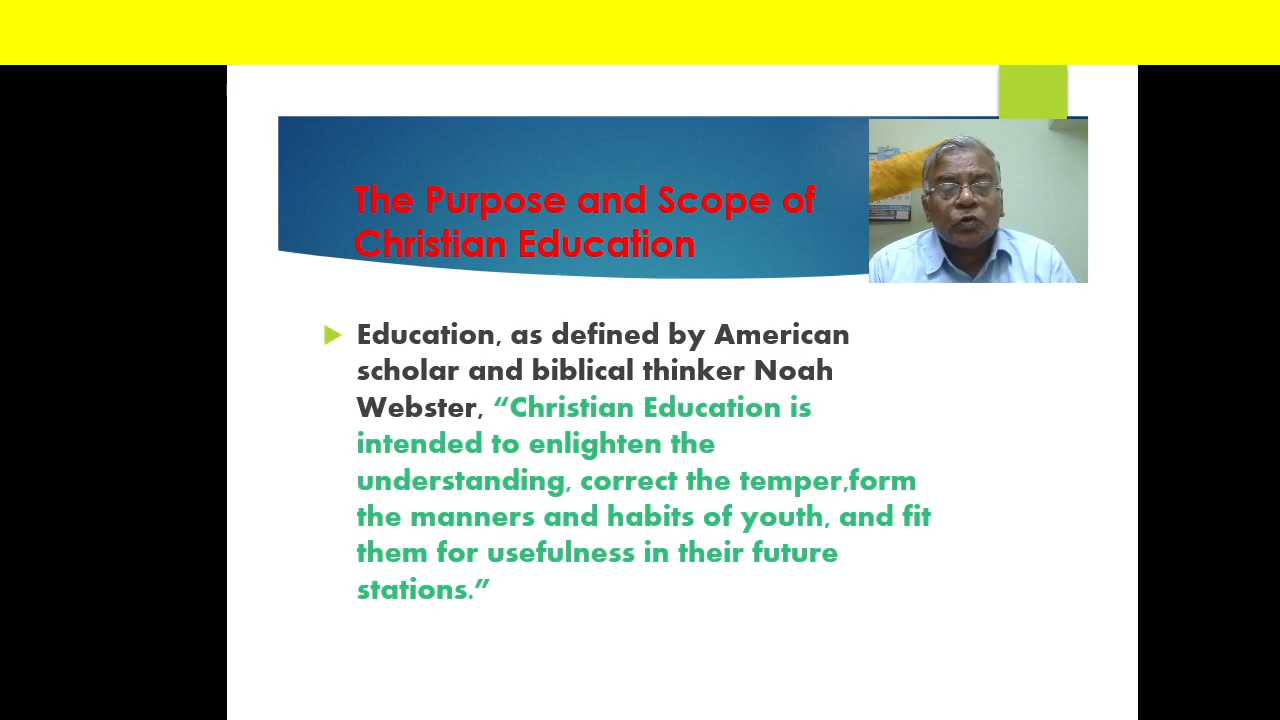 The Purpose and Scope of
Christian Education
Education, as defined by American
scholar and biblical thinker Noah
Webster, “Christian Education is
intended to enlighten the
understanding, correct the temper,form
the manners and habits of youth, and fit
them for usefulness in their future
stations.”